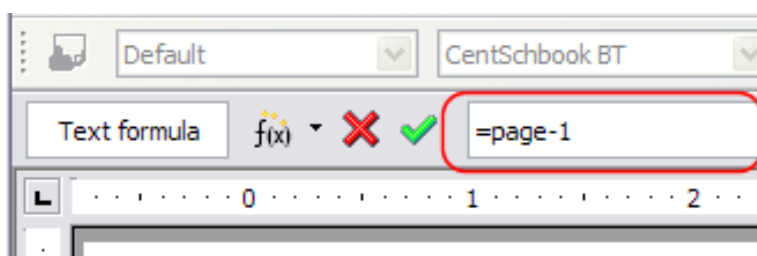 Default CentSchbook BT
Text formula f(x) =page-1
L 0 1 2